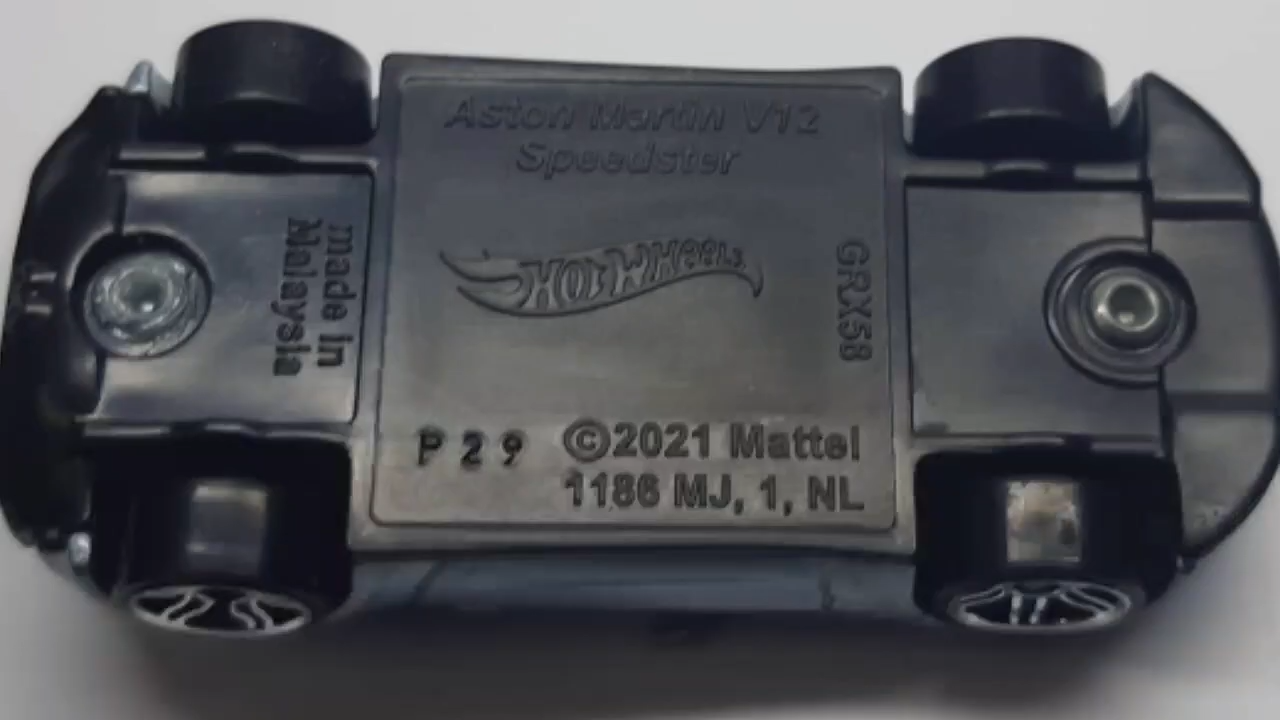 Aston Martin V12
Speedster
HOT WHEELS
GRX58
made in
Malaysia
P 2 9
©2021 Mattel
1186 MJ, 1, NL